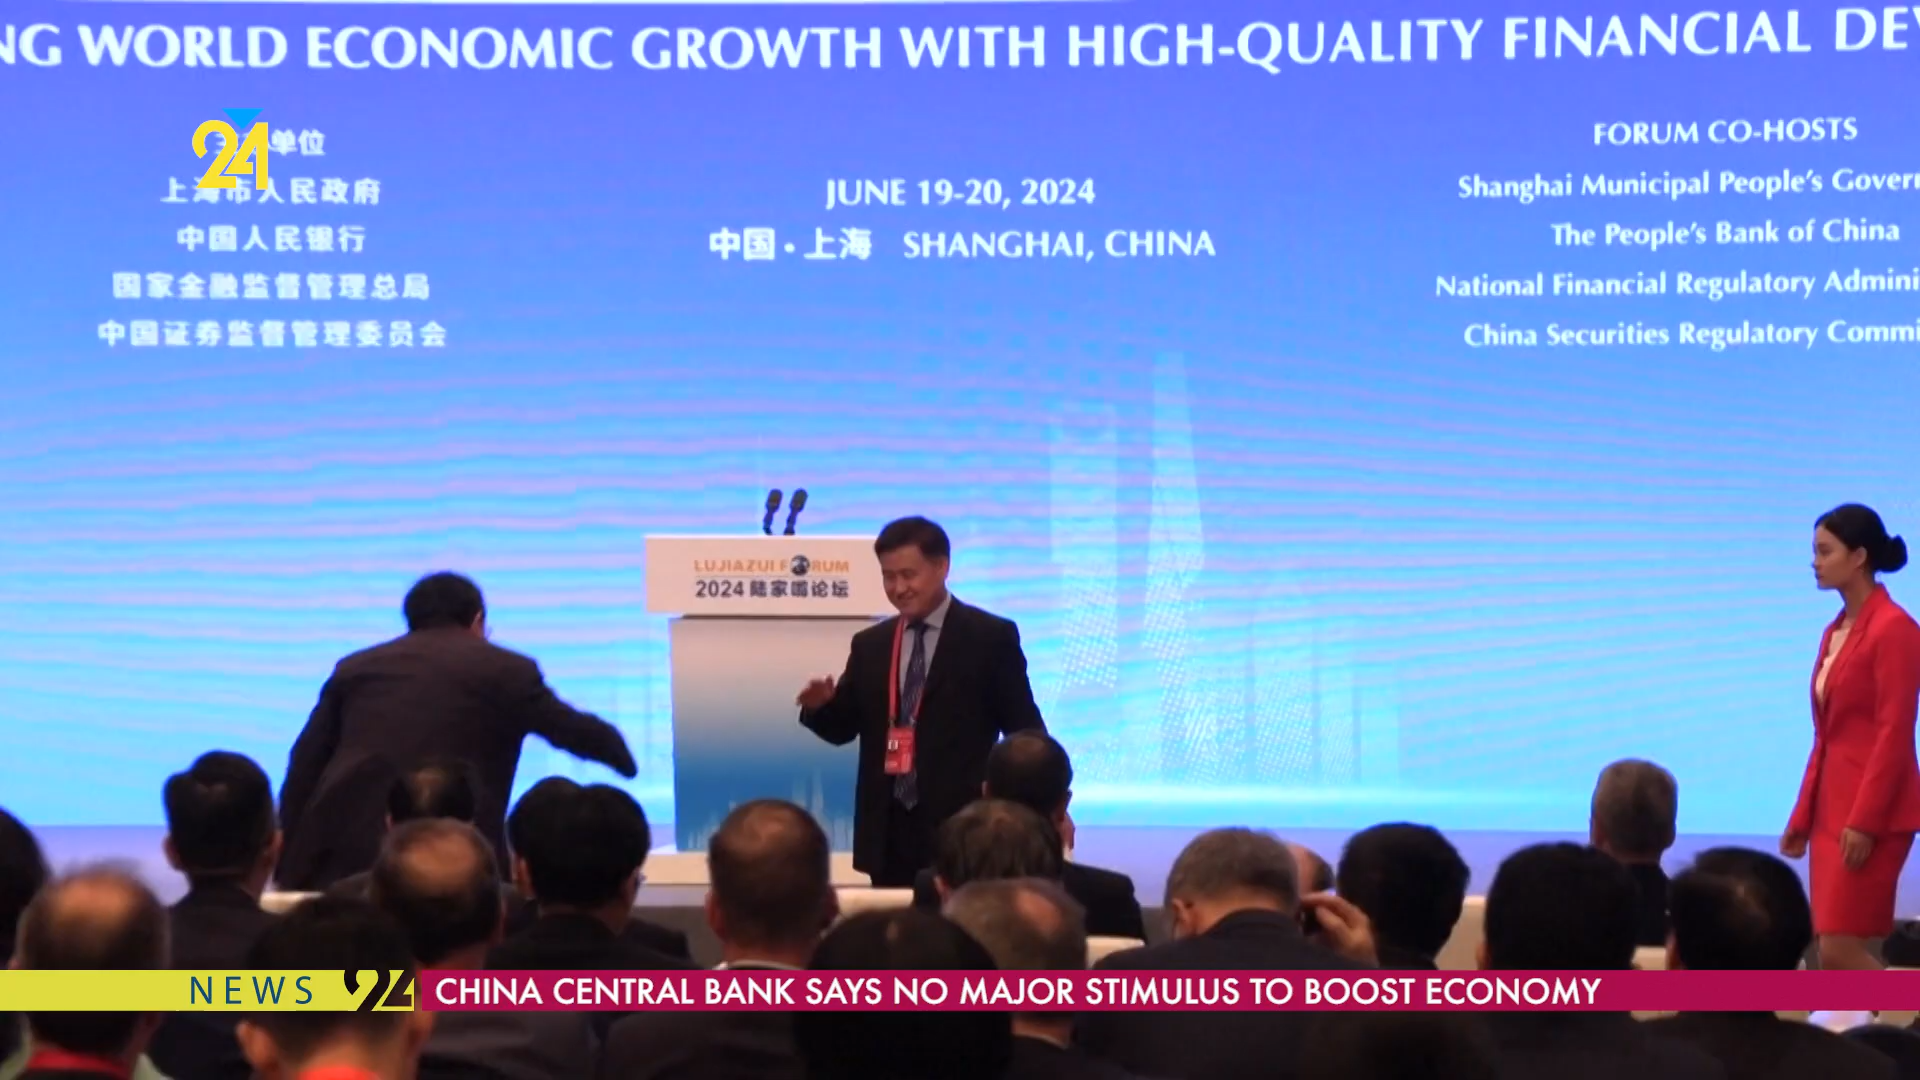 NG WORLD ECONOMIC GROWTH WITH HIGH-QUALITY FINANCIAL DEV
24
单位
上海市人民政府
中国人民银行
国家金融监督管理总局
中国证券监督管理委员会
JUNE 19-20, 2024
中国·上海 SHANGHAI, CHINA
FORUM CO-HOSTS
Shanghai Municipal People's Govern
The People's Bank of China
National Financial Regulatory Admini
China Securities Regulatory Commi
LUJIAZUI FORUM
2024 陆家嘴论坛
NEWS 24 CHINA CENTRAL BANK SAYS NO MAJOR STIMULUS TO BOOST ECONOMY